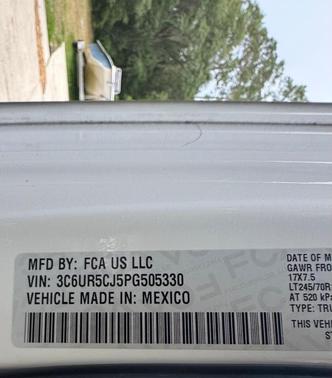 MFD BY: FCA US LLC
VIN: 3C6UR5CJ5PG505330
VEHICLE MADE IN: MEXICO
DATE OF M
GAWR FRO
17X7.5
LT245/70R
AT 520 kPa
TYPE: TRU
THIS VEHI
ST